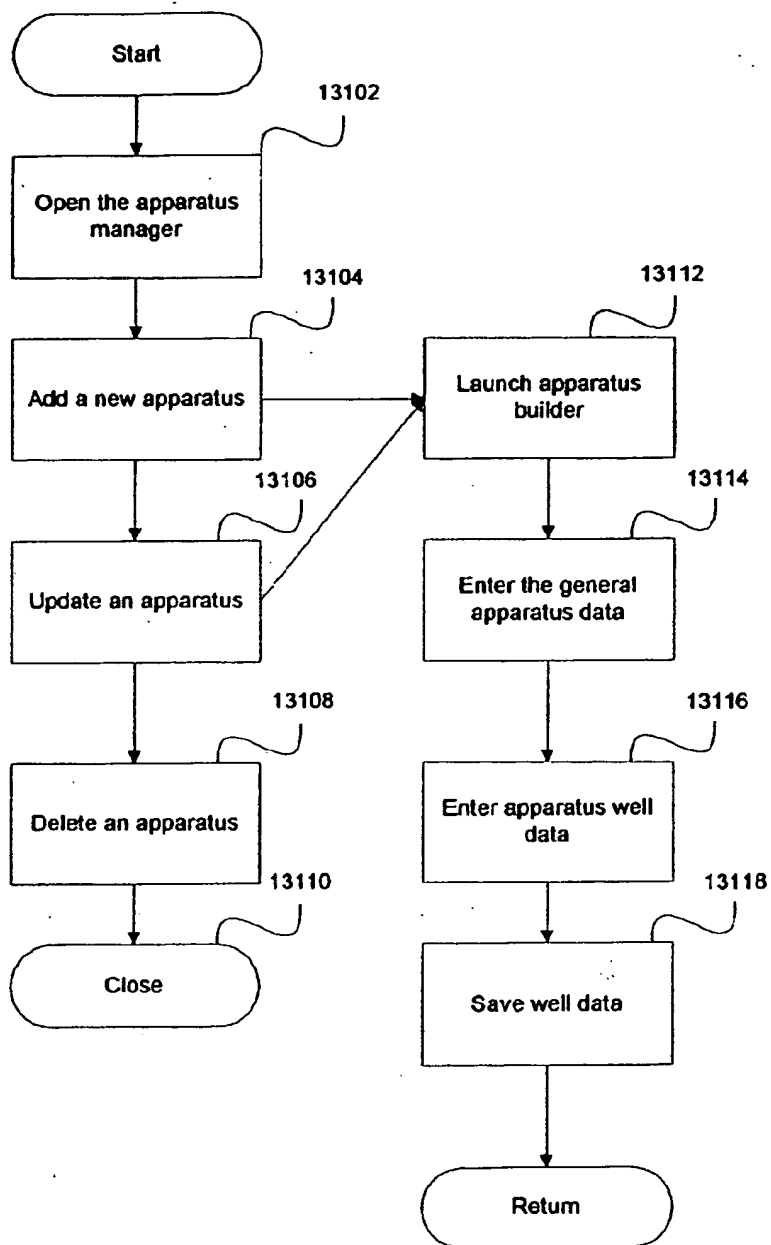 Start
13102
Open the apparatus
manager
13104
Add a new apparatus
13106
Update an apparatus
13108
Delete an apparatus
13110
Close
13112
Launch apparatus
builder
13114
Enter the general
apparatus data
13116
Enter apparatus well
data
13118
Save well data
Return